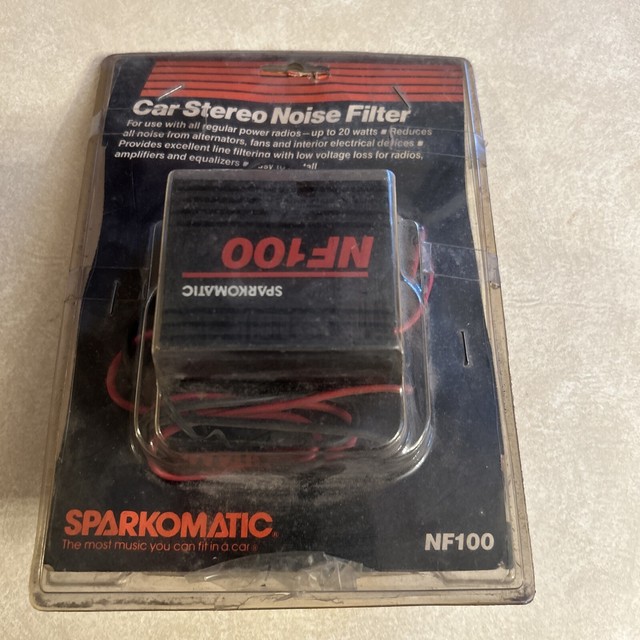 Car Stereo Noise Filter
For use with all regular power radios—up to 20 watts ■ Reduces
all noise from alternators, fans and interior electrical devices ■
Provides excellent line filtering with low voltage loss for radios,
amplifiers and equalizers ■
NF100
SPARKOMATIC
SPARKOMATIC®
The most music you can fit in a car®
NF100